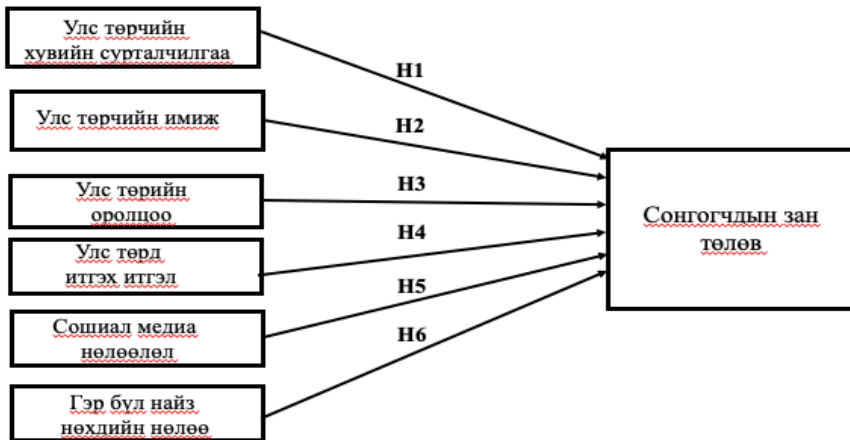 Улс төрчийн
хувийн сурталчилгаа
H1
Улс төрчийн имиж
H2
Улс төрийн
оролцоо
H3
Улс төрд
итгэх итгэл
H4
Сошиал медиа
нөлөөлөл
H5
Гэр бүл найз
нөхдийн нөлөө
H6
Сонгогчдын зан
төлөв